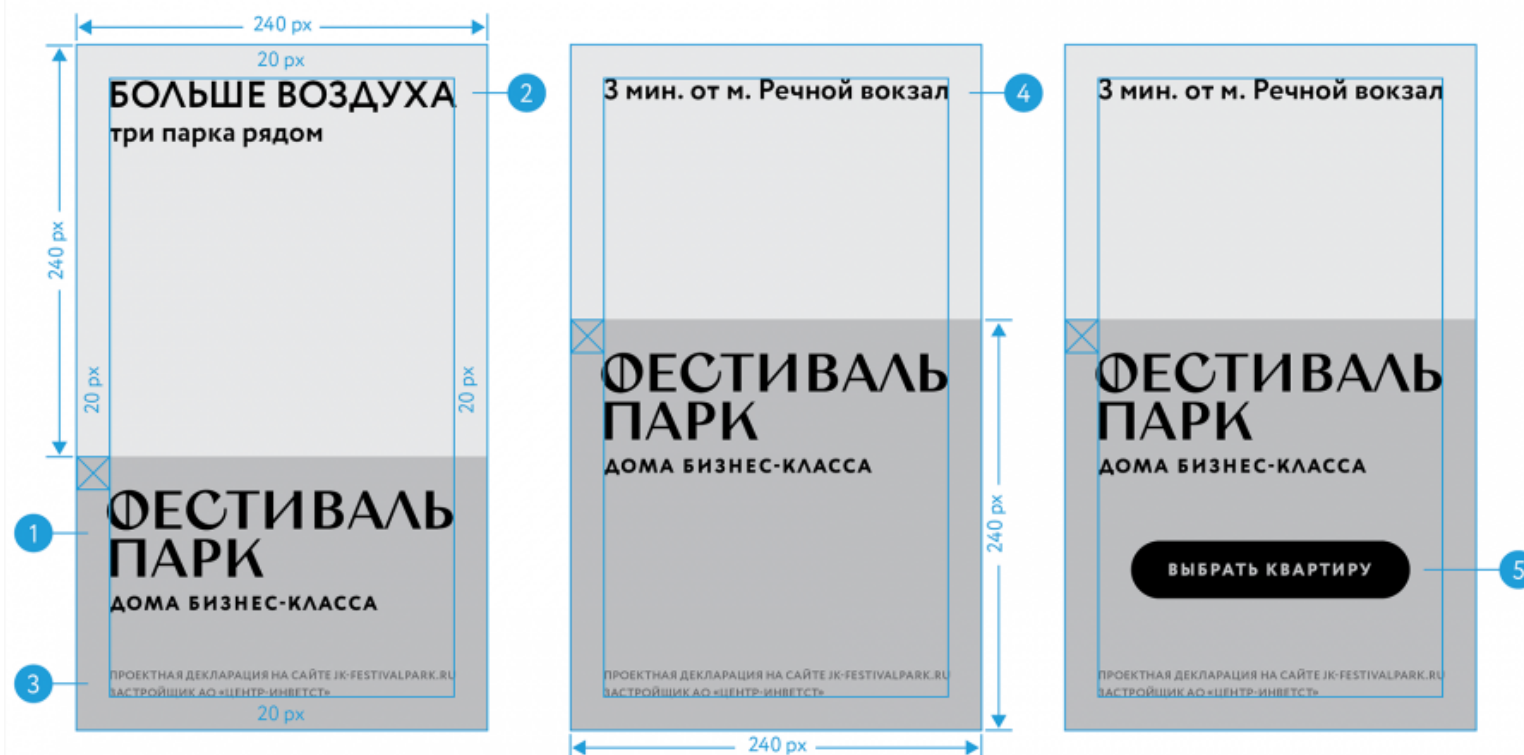 240 px
20 px
БОЛЬШЕ ВОЗДУХА
три парка рядом
2
240 px
20 px
20 px
ФЕСТИВАЛЬ
ПАРК
ДОМА БИЗНЕС-КЛАССА
1
ПРОЕКТНАЯ ДЕКЛАРАЦИЯ НА САЙТЕ JK-FESTIVALPARK.RU
ЗАСТРОЙЩИК АО «ЦЕНТР-ИНВЕТСТ»
3
20 px
3 мин. от м. Речной вокзал
4
ФЕСТИВАЛЬ
ПАРК
ДОМА БИЗНЕС-КЛАССА
240 px
ПРОЕКТНАЯ ДЕКЛАРАЦИЯ НА САЙТЕ JK-FESTIVALPARK.RU
ЗАСТРОЙЩИК АО «ЦЕНТР-ИНВЕТСТ»
240 px
3 мин. от м. Речной вокзал
ФЕСТИВАЛЬ
ПАРК
ДОМА БИЗНЕС-КЛАССА
ВЫБРАТЬ КВАРТИРУ
5
ПРОЕКТНАЯ ДЕКЛАРАЦИЯ НА САЙТЕ JK-FESTIVALPARK.RU
ЗАСТРОЙЩИК АО «ЦЕНТР-ИНВЕТСТ»